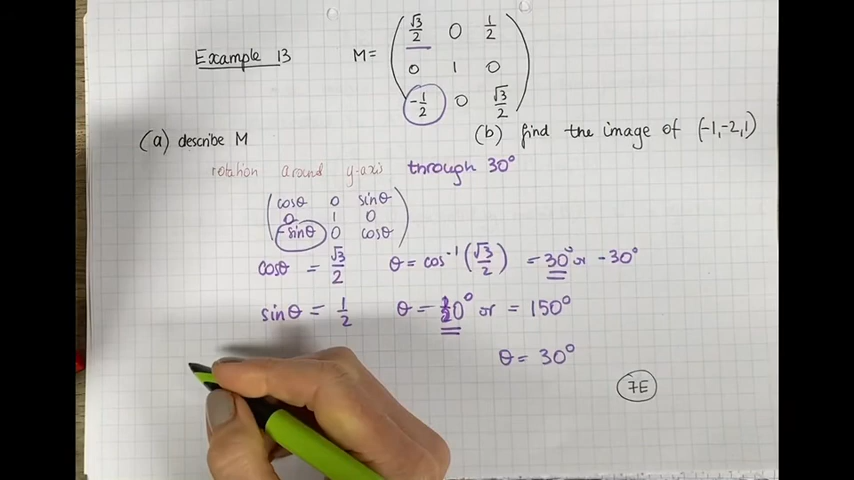 Example 13 M= ( √3/2 0 1/2
0 1 0
-1/2 0 √3/2 )
(a) describe M (b) find the image of (-1,-2,1)
rotation around y-axis through 30°
( cosθ 0 sinθ
0 1 0
-sinθ 0 cosθ )
cosθ = √3/2 θ = cos⁻¹(√3/2) = 30° or -30°
sinθ = 1/2 θ = 0° or = 150°
θ = 30°
7E